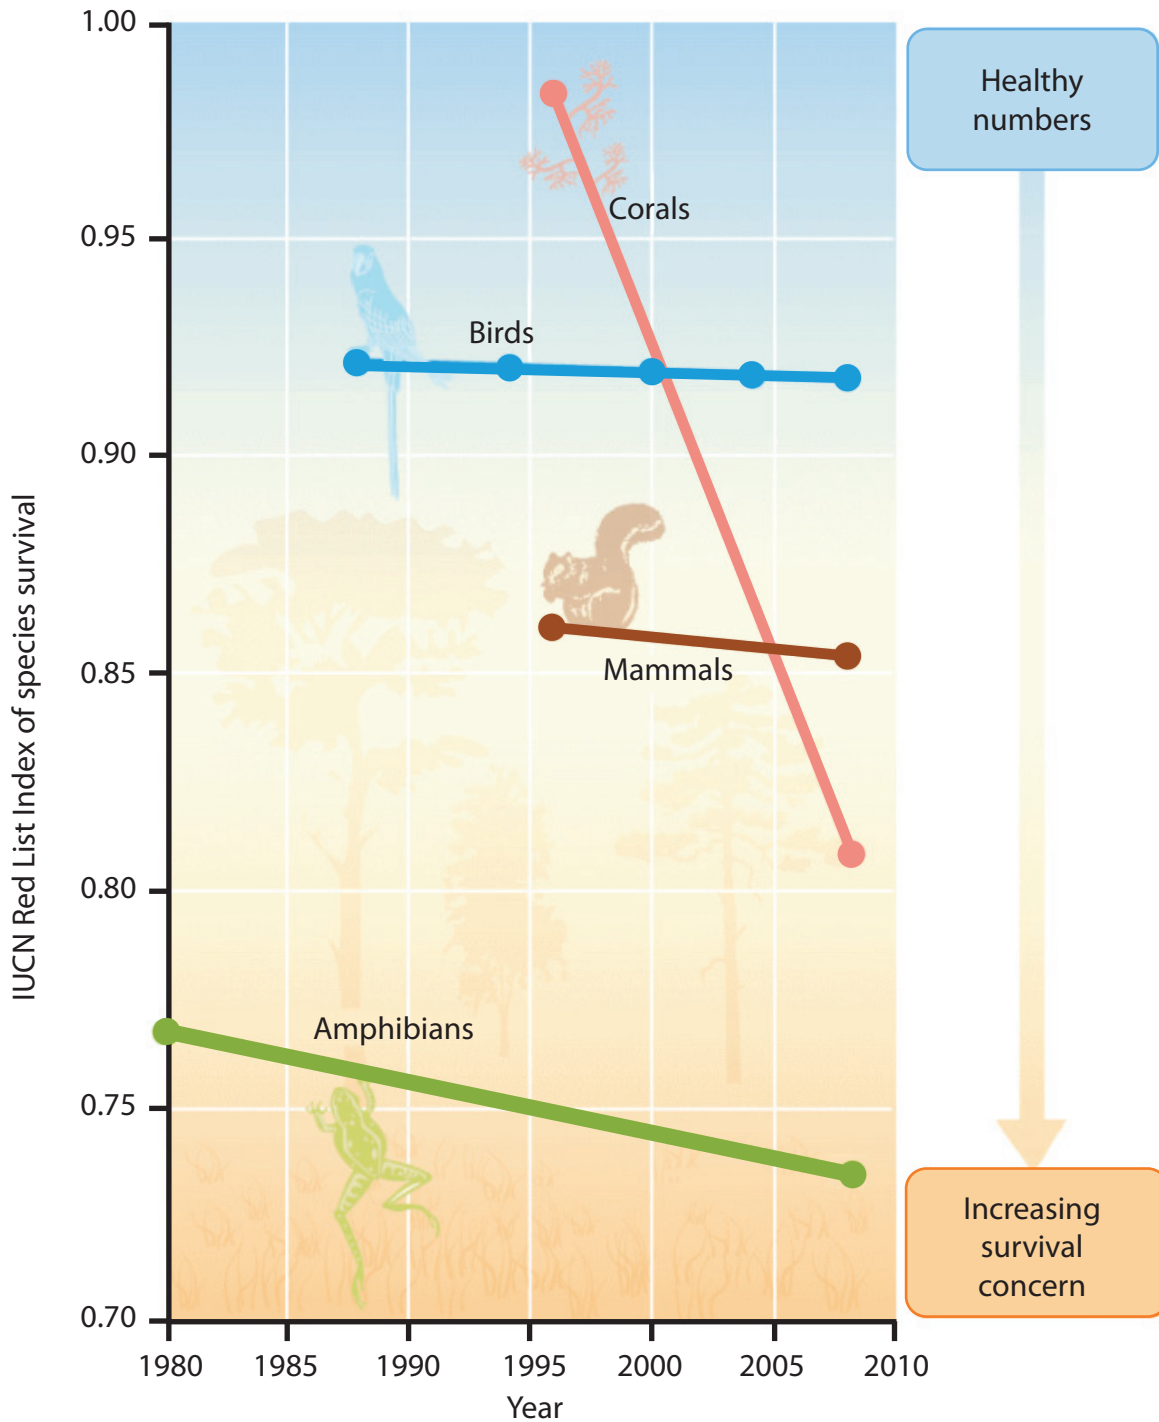 1.00
0.95
0.90
0.85
0.80
0.75
0.70
IUCN Red List Index of species survival
Corals
Birds
Mammals
Amphibians
1980 1985 1990 1995 2000 2005 2010
Year
Healthy
numbers
Increasing
survival
concern